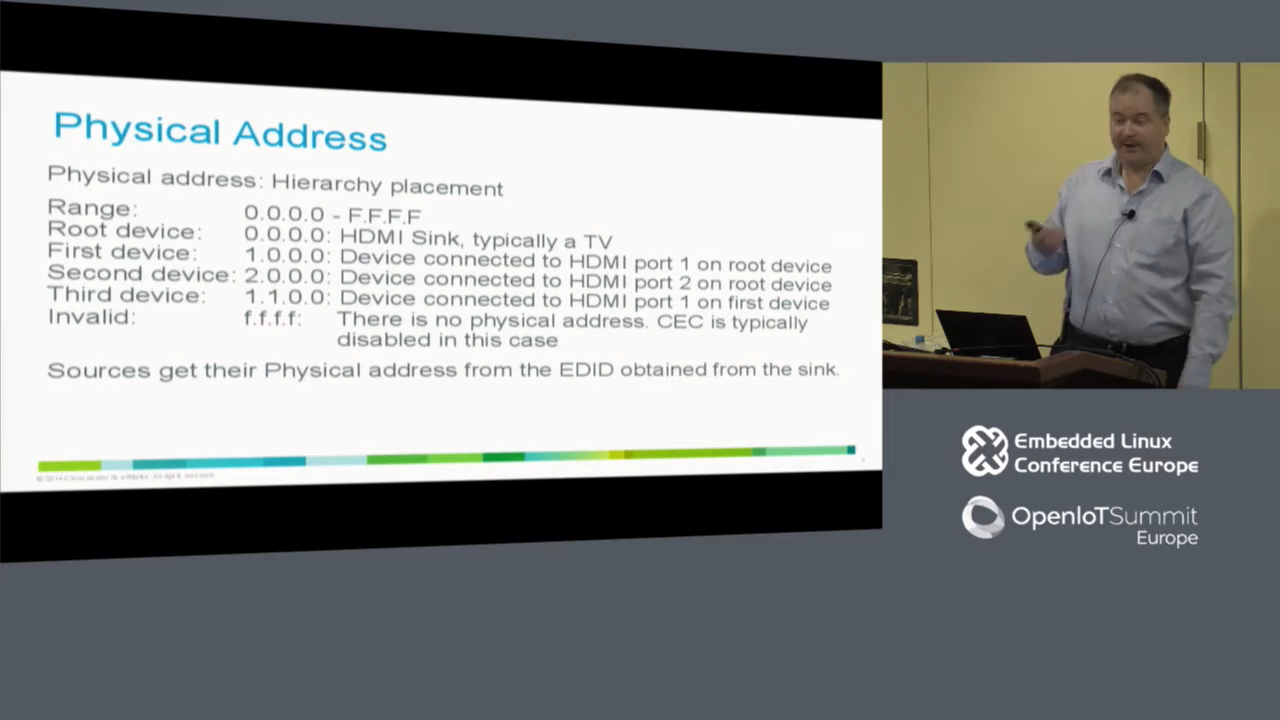 Physical Address
Physical address: Hierarchy placement
Range: 0.0.0.0 - F.F.F.F
Root device: 0.0.0.0: HDMI Sink, typically a TV
First device: 1.0.0.0: Device connected to HDMI port 1 on root device
Second device: 2.0.0.0: Device connected to HDMI port 2 on root device
Third device: 1.1.0.0: Device connected to HDMI port 1 on first device
Invalid: f.f.f.f: There is no physical address. CEC is typically
disabled in this case
Sources get their Physical address from the EDID obtained from the sink.
Embedded Linux
Conference Europe
OpenIoTSummit
Europe